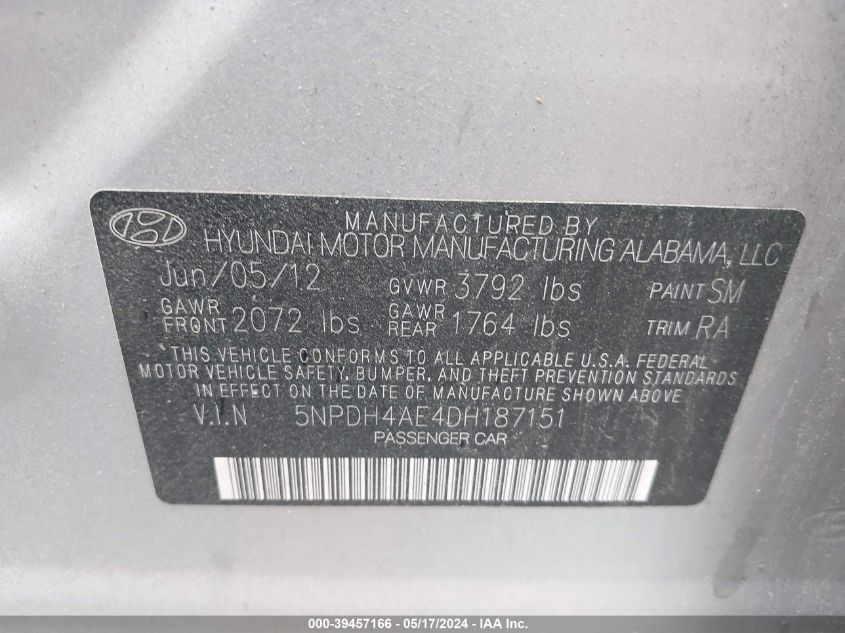 MANUFACTURED BY
HYUNDAI MOTOR MANUFACTURING ALABAMA, LLC
Jun/05/12 GVWR 3792 lbs PAINT SM
GAWR FRONT 2072 lbs GAWR REAR 1764 lbs TRIM RA
THIS VEHICLE CONFORMS TO ALL APPLICABLE U.S.A. FEDERAL
MOTOR VEHICLE SAFETY, BUMPER, AND THEFT PREVENTION STANDARDS
IN EFFECT ON THE DATE OF MANUFACTURE SHOWN ABOVE.
V.I.N 5NPDH4AE4DH187151
PASSENGER CAR
000-39457166 - 05/17/2024 - IAA Inc.